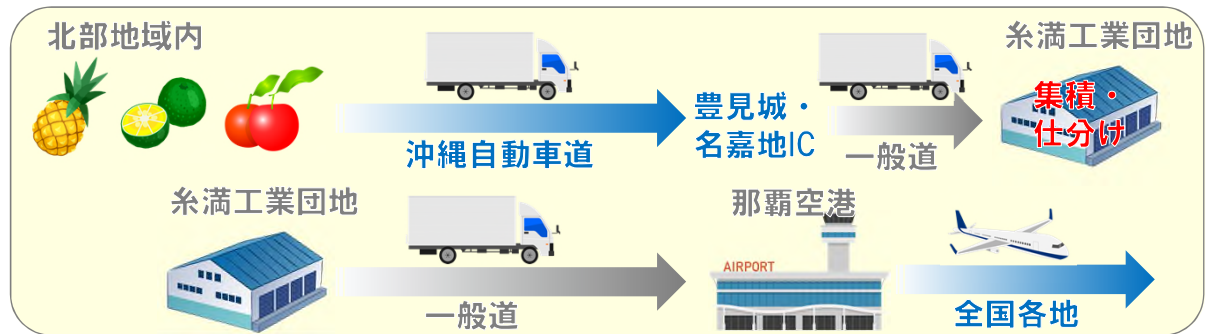 北部地域内
沖縄自動車道
豊見城・
名嘉地IC
一般道
糸満工業団地
集積・
仕分け
糸満工業団地
一般道
那覇空港
AIRPORT
全国各地